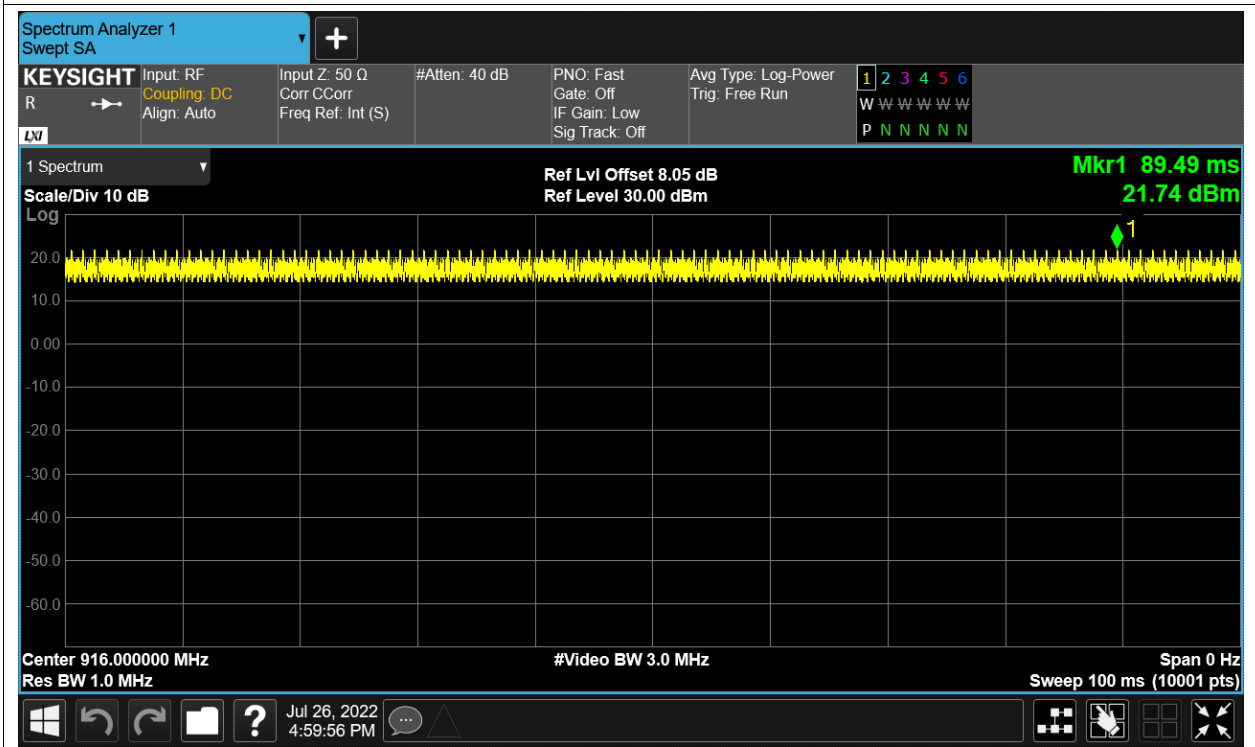 Spectrum Analyzer 1
Swept SA
KEYSIGHT
R
LXI
Input: RF
Coupling: DC
Align: Auto
Input Z: 50 Ω
Corr CCorr
Freq Ref: Int (S)
#Atten: 40 dB
PNO: Fast
Gate: Off
IF Gain: Low
Sig Track: Off
Avg Type: Log-Power
Trig: Free Run
1 2 3 4 5 6
W W W W W W
P N N N N N
1 Spectrum
Scale/Div 10 dB
Log
Ref Lvl Offset 8.05 dB
Ref Level 30.00 dBm
Mkr1 89.49 ms
21.74 dBm
1
20.0
10.0
0.00
-10.0
-20.0
-30.0
-40.0
-50.0
-60.0
Center 916.000000 MHz
Res BW 1.0 MHz
#Video BW 3.0 MHz
Span 0 Hz
Sweep 100 ms (10001 pts)
?
Jul 26, 2022
4:59:56 PM